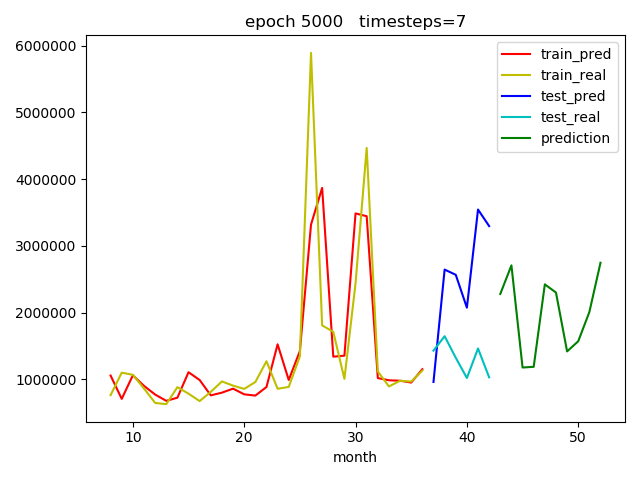 epoch 5000   timesteps=7
6000000
5000000
4000000
3000000
2000000
1000000
train_pred
train_real
test_pred
test_real
prediction
10 20 30 40 50
month